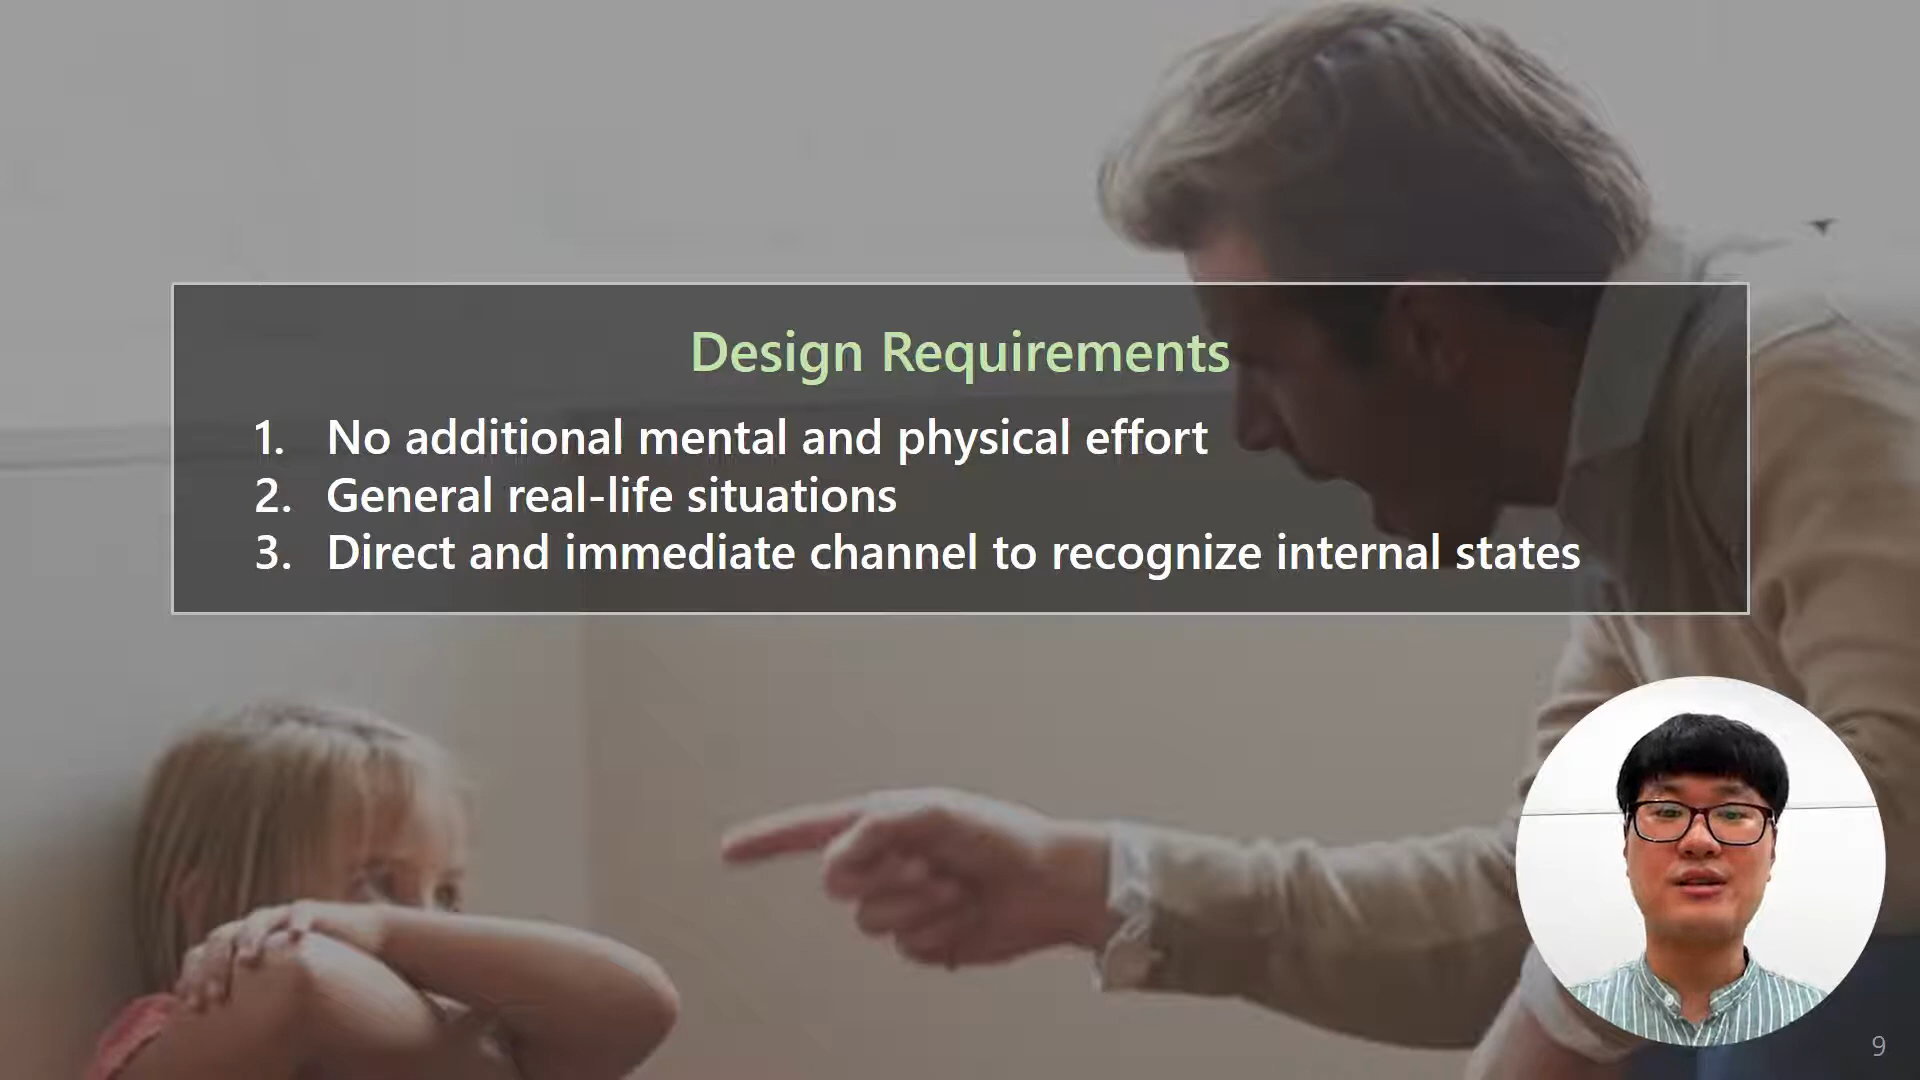 Design Requirements
1. No additional mental and physical effort
2. General real-life situations
3. Direct and immediate channel to recognize internal states
9